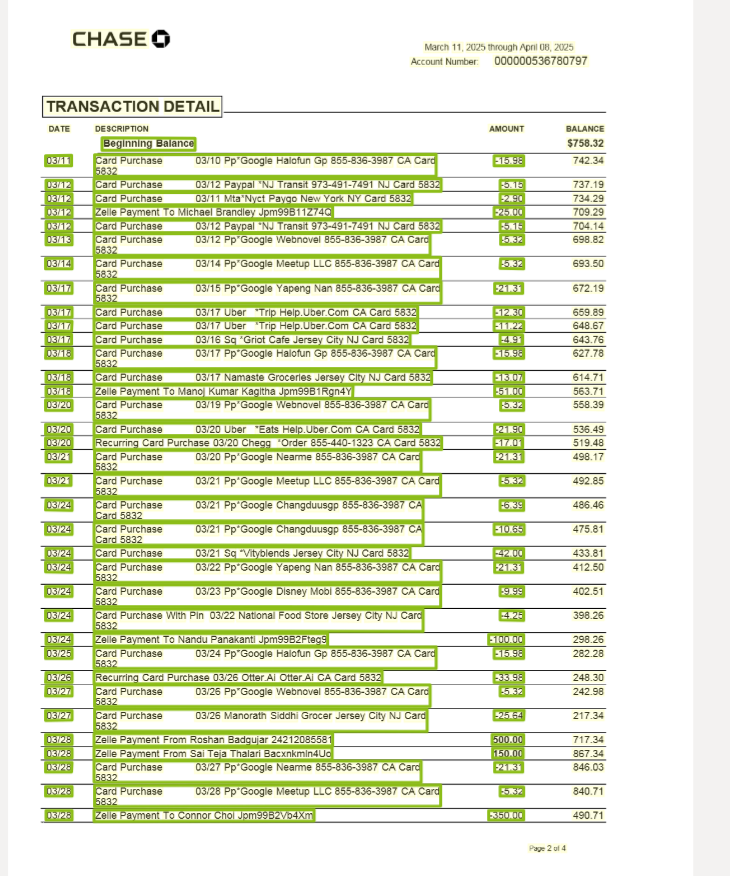 CHASE
March 11, 2025 through April 08, 2025
Account Number: 000000536780797
TRANSACTION DETAIL
DATE DESCRIPTION AMOUNT BALANCE
Beginning Balance $758.32
03/11 Card Purchase 03/10 Pp*Google Halofun Gp 855-836-3987 CA Card -15.98 742.34
5832
03/12 Card Purchase 03/12 Paypal *NJ Transit 973-491-7491 NJ Card 5832 -5.15 737.19
03/12 Card Purchase 03/11 Mta*Nyct Paygo New York NY Card 5832 -2.90 734.29
03/12 Zelle Payment To Michael Brandley Jpm99B11Z74Q -25.00 709.29
03/12 Card Purchase 03/12 Paypal *NJ Transit 973-491-7491 NJ Card 5832 -5.15 704.14
03/13 Card Purchase 03/12 Pp*Google Webnovel 855-836-3987 CA Card -5.32 698.82
5832
03/14 Card Purchase 03/14 Pp*Google Meetup LLC 855-836-3987 CA Card -5.32 693.50
5832
03/17 Card Purchase 03/15 Pp*Google Yapeng Nan 855-836-3987 CA Card -21.31 672.19
5832
03/17 Card Purchase 03/17 Uber *Trip Help.Uber.Com CA Card 5832 -12.30 659.89
03/17 Card Purchase 03/17 Uber *Trip Help.Uber.Com CA Card 5832 -11.22 648.67
03/17 Card Purchase 03/16 Sq *Griot Cafe Jersey City NJ Card 5832 -4.91 643.76
03/18 Card Purchase 03/17 Pp*Google Halofun Gp 855-836-3987 CA Card -15.98 627.78
5832
03/18 Card Purchase 03/17 Namaste Groceries Jersey City NJ Card 5832 -13.07 614.71
03/18 Zelle Payment To Manoj Kumar Kagitha Jpm99B1Rgn4Y -51.00 563.71
03/20 Card Purchase 03/19 Pp*Google Webnovel 855-836-3987 CA Card -5.32 558.39
5832
03/20 Card Purchase 03/20 Uber *Eats Help.Uber.Com CA Card 5832 -21.90 536.49
03/20 Recurring Card Purchase 03/20 Chegg *Order 855-440-1323 CA Card 5832 -17.01 519.48
03/21 Card Purchase 03/20 Pp*Google Nearme 855-836-3987 CA Card -21.31 498.17
5832
03/21 Card Purchase 03/21 Pp*Google Meetup LLC 855-836-3987 CA Card -5.32 492.85
5832
03/24 Card Purchase 03/21 Pp*Google Changduusgp 855-836-3987 CA -6.39 486.46
Card 5832
03/24 Card Purchase 03/21 Pp*Google Changduusgp 855-836-3987 CA -10.65 475.81
Card 5832
03/24 Card Purchase 03/21 Sq *Vityblends Jersey City NJ Card 5832 -42.00 433.81
03/24 Card Purchase 03/22 Pp*Google Yapeng Nan 855-836-3987 CA Card -21.31 412.50
5832
03/24 Card Purchase 03/23 Pp*Google Disney Mobi 855-836-3987 CA Card -9.99 402.51
5832
03/24 Card Purchase With Pin 03/22 National Food Store Jersey City NJ Card -4.25 398.26
5832
03/24 Zelle Payment To Nandu Panakanti Jpm99B2Fteg9 -100.00 298.26
03/25 Card Purchase 03/24 Pp*Google Halofun Gp 855-836-3987 CA Card -15.98 282.28
5832
03/26 Recurring Card Purchase 03/26 Otter.Ai Otter.Ai CA Card 5832 -33.98 248.30
03/27 Card Purchase 03/26 Pp*Google Webnovel 855-836-3987 CA Card -5.32 242.98
5832
03/27 Card Purchase 03/26 Manorath Siddhi Grocer Jersey City NJ Card -25.64 217.34
5832
03/28 Zelle Payment From Roshan Badgujar 24212085581 500.00 717.34
03/28 Zelle Payment From Sai Teja Thalari Bacxnkmln4Uo 150.00 867.34
03/28 Card Purchase 03/27 Pp*Google Nearme 855-836-3987 CA Card -21.31 846.03
5832
03/28 Card Purchase 03/28 Pp*Google Meetup LLC 855-836-3987 CA Card -5.32 840.71
5832
03/28 Zelle Payment To Connor Choi Jpm99B2Vb4Xm -350.00 490.71
Page 2 of 4